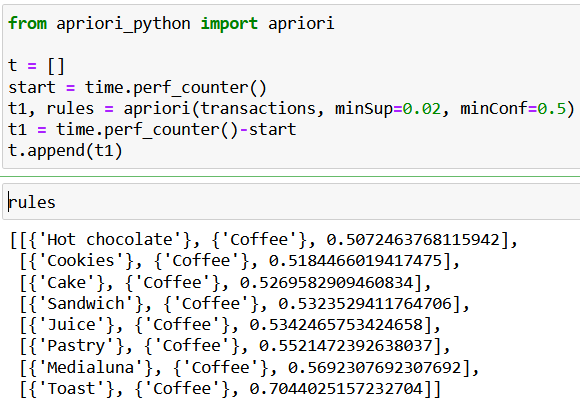 from apriori_python import apriori
t = []
start = time.perf_counter()
t1, rules = apriori(transactions, minSup=0.02, minConf=0.5)
t1 = time.perf_counter()-start
t.append(t1)
rules
[[{'Hot chocolate'}, {'Coffee'}, 0.5072463768115942],
[{'Cookies'}, {'Coffee'}, 0.5184466019417475],
[{'Cake'}, {'Coffee'}, 0.5269582909460834],
[{'Sandwich'}, {'Coffee'}, 0.5323529411764706],
[{'Juice'}, {'Coffee'}, 0.5342465753424658],
[{'Pastry'}, {'Coffee'}, 0.5521472392638037],
[{'Medialuna'}, {'Coffee'}, 0.5692307692307692],
[{'Toast'}, {'Coffee'}, 0.7044025157232704]]